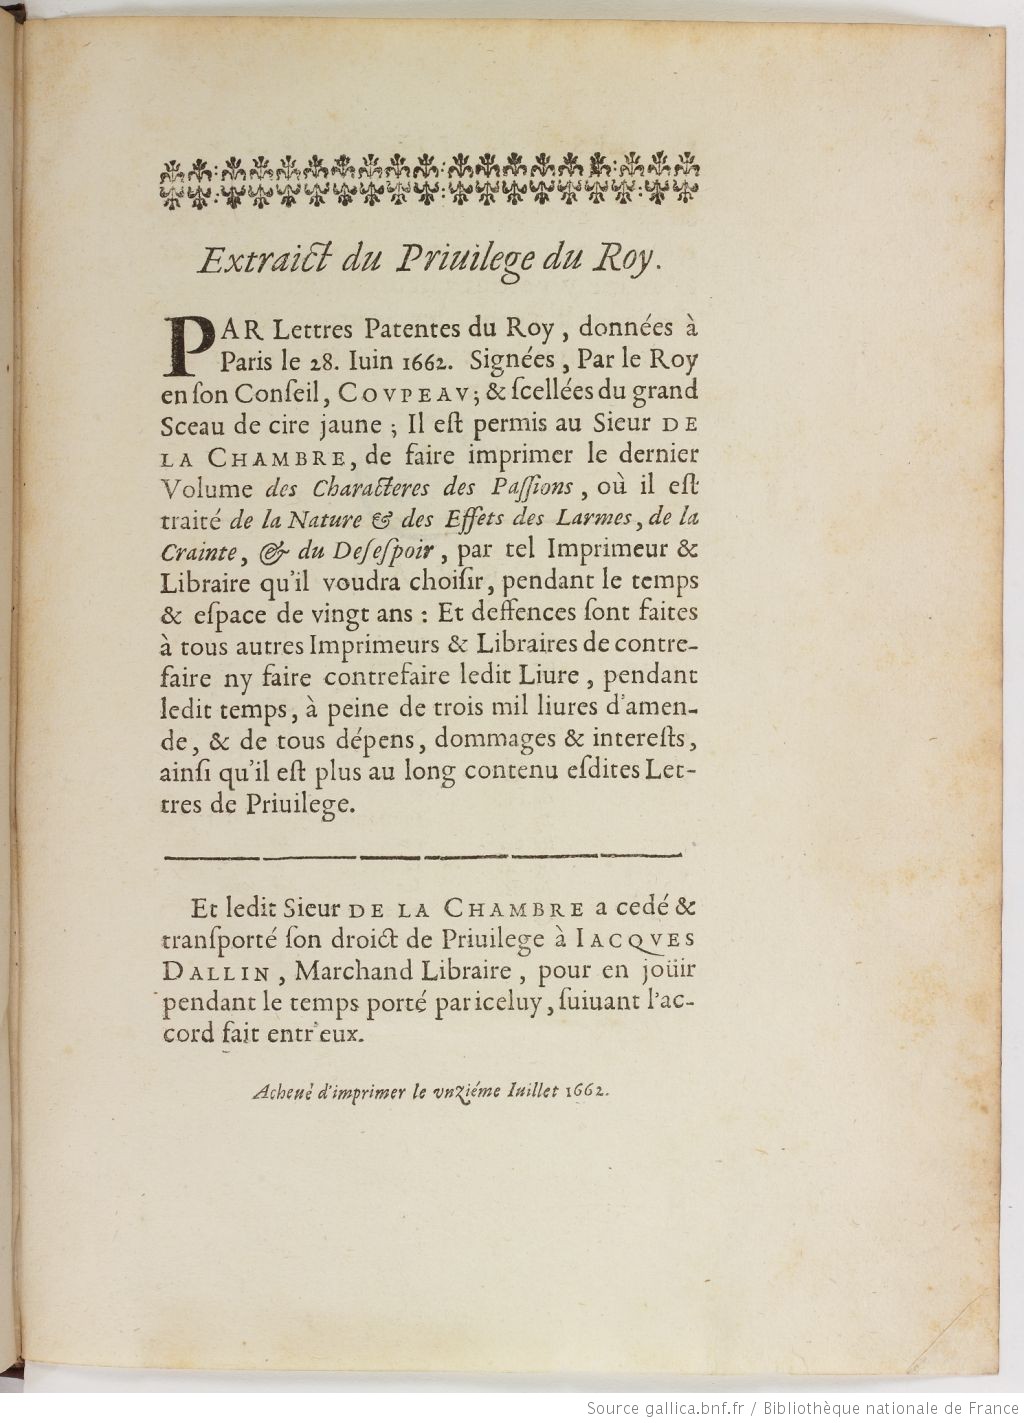 Extraict du Priuilege du Roy.
PAR Lettres Patentes du Roy, données à
Paris le 28. Iuin 1662. Signées, Par le Roy
en ſon Conſeil, COVPEAV; & ſcellées du grand
Sceau de cire jaune; Il eſt permis au Sieur DE
LA CHAMBRE, de faire imprimer le dernier
Volume des Characteres des Paſſions, où il eſt
traité de la Nature & des Effets des Larmes, de la
Crainte, & du Deſeſpoir, par tel Imprimeur &
Libraire qu'il voudra choiſir, pendant le temps
& eſpace de vingt ans : Et deffences ſont faites
à tous autres Imprimeurs & Libraires de contre-
faire ny faire contrefaire ledit Liure, pendant
ledit temps, à peine de trois mil liures d'amen-
de, & de tous dépens, dommages & intereſts,
ainſi qu'il eſt plus au long contenu eſdites Let-
tres de Priuilege.
Et ledit Sieur DE LA CHAMBRE a cedé &
tranſporté ſon droict de Priuilege à IACQVES
DALLIN, Marchand Libraire, pour en joüir
pendant le temps porté par iceluy, ſuiuant l'ac-
cord fait entr'eux.
Acheué d'imprimer le vnziéme Iuillet 1662.
Source gallica.bnf.fr / Bibliothèque nationale de France